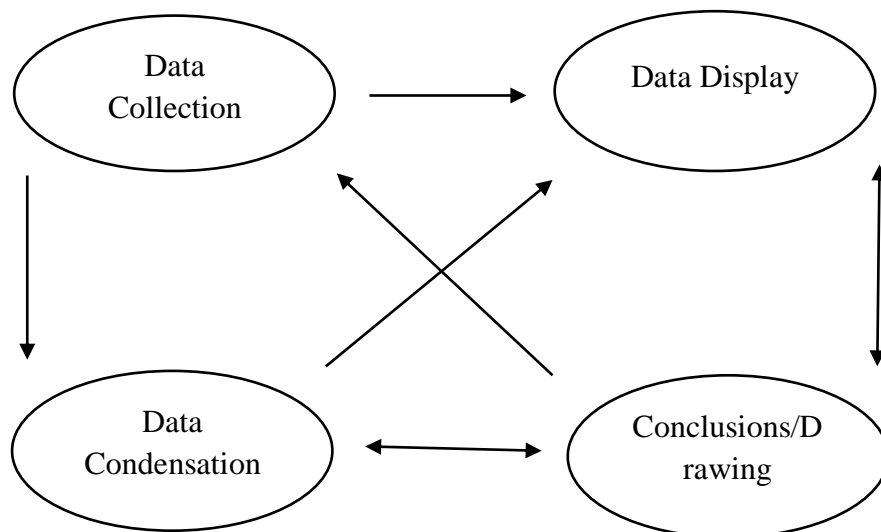 Data
Collection
Data Display
Data
Condensation
Conclusions/D
rawing